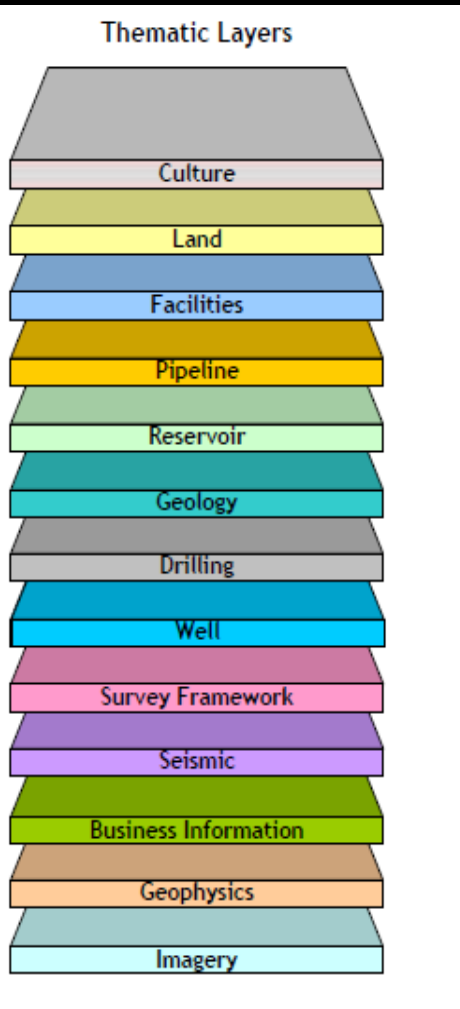 Thematic Layers
Culture
Land
Facilities
Pipeline
Reservoir
Geology
Drilling
Well
Survey Framework
Seismic
Business Information
Geophysics
Imagery